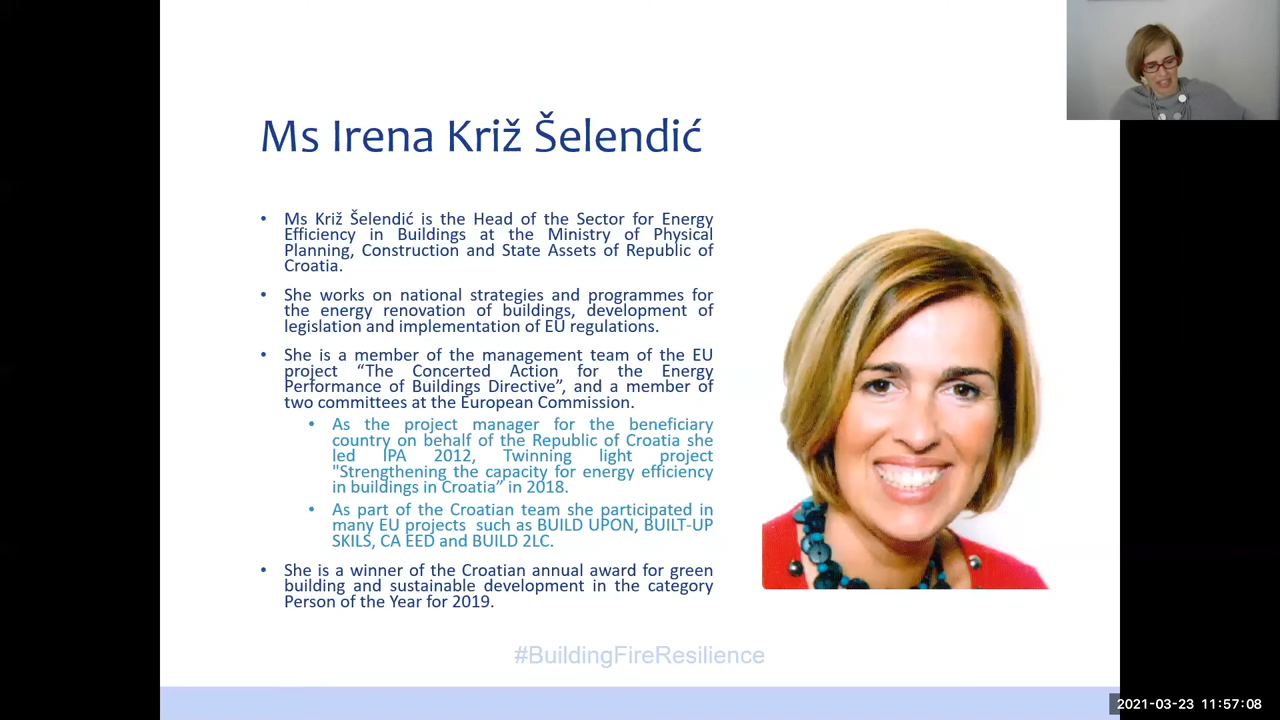 Ms Irena Križ Šelendić
• Ms Križ Šelendić is the Head of the Sector for Energy
Efficiency in Buildings at the Ministry of Physical
Planning, Construction and State Assets of Republic of
Croatia.
• She works on national strategies and programmes for
the energy renovation of buildings, development of
legislation and implementation of EU regulations.
• She is a member of the management team of the EU
project “The Concerted Action for the Energy
Performance of Buildings Directive”, and a member of
two committees at the European Commission.
• As the project manager for the beneficiary
country on behalf of the Republic of Croatia she
led IPA 2012, Twinning light project
"Strengthening the capacity for energy efficiency
in buildings in Croatia” in 2018.
• As part of the Croatian team she participated in
many EU projects such as BUILD UPON, BUILT-UP
SKILS, CA EED and BUILD 2LC.
• She is a winner of the Croatian annual award for green
building and sustainable development in the category
Person of the Year for 2019.
#BuildingFireResilience
2021-03-23 11:57:08